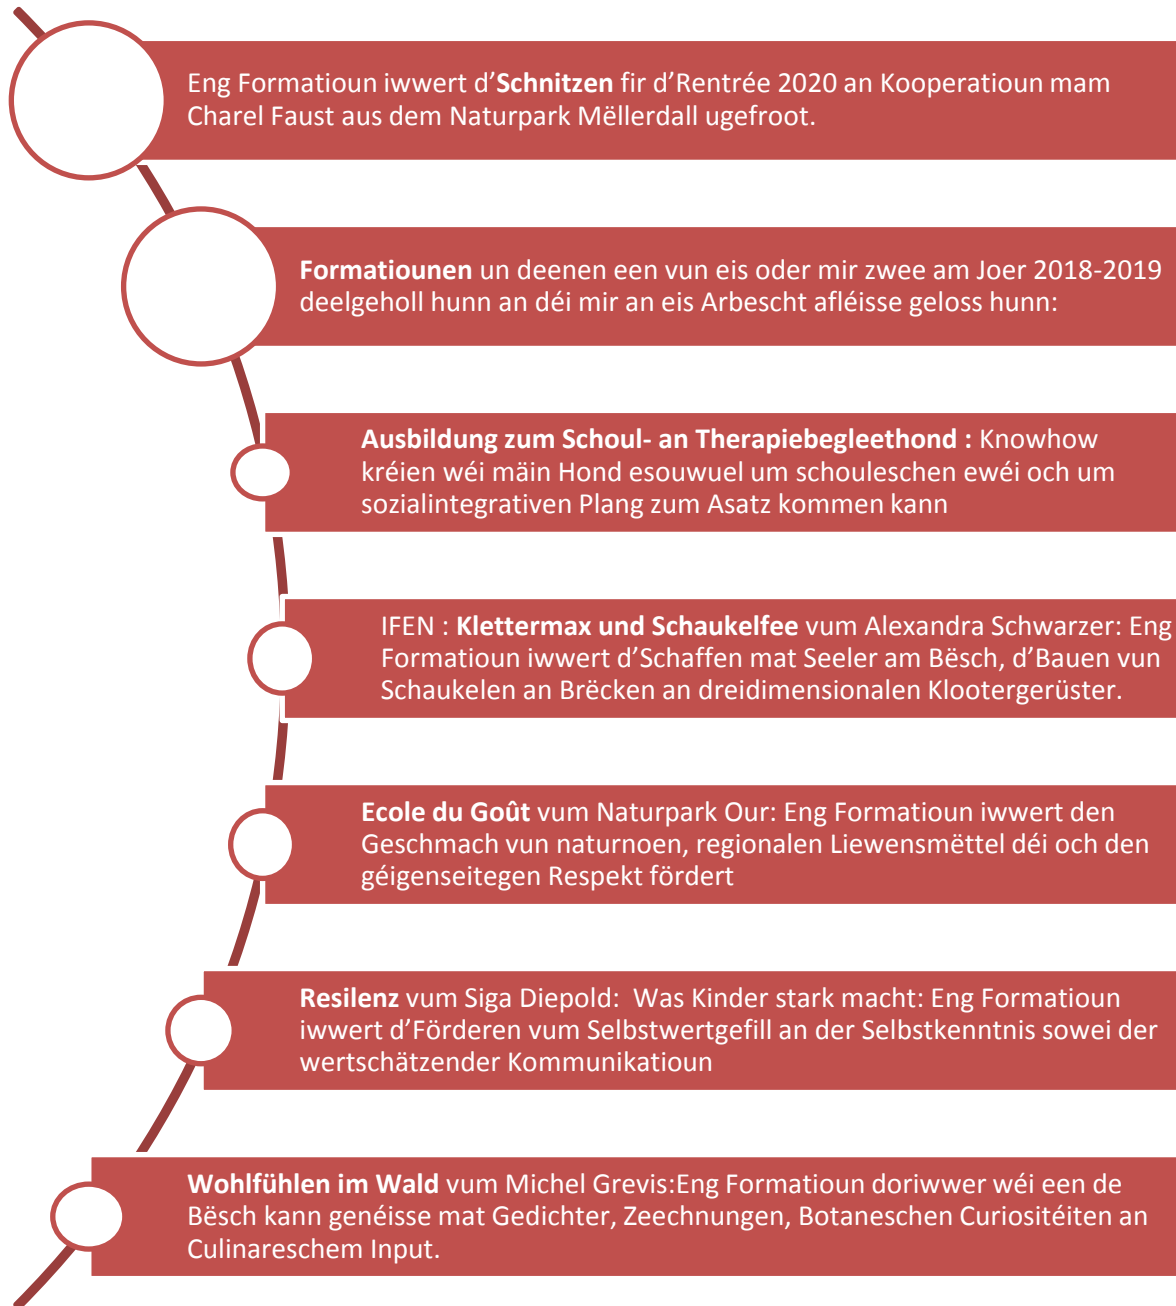 Eng Formatioun iwwert d’Schnitzen fir d’Rentrée 2020 an Kooperatioun mam
Charel Faust aus dem Naturpark Mëllerdall ugefroot.
Formatiounen un deenen een vun eis oder mir zwee am Joer 2018-2019
deelgeholl hunn an déi mir an eis Arbescht afléisse geloss hunn:
Ausbildung zum Schoul- an Therapiebegleethond : Knowhow
kréien wéi mäin Hond esouwuel um schouleschen ewéi och um
sozialintegrativen Plang zum Asatz kommen kann
IFEN : Klettermax und Schaukelfee vum Alexandra Schwarzer: Eng
Formatioun iwwert d’Schaffen mat Seeler am Bësch, d’Bauen vun
Schaukelen an Brëcken an dreidimensionalen Klootergerüster.
Ecole du Goût vum Naturpark Our: Eng Formatioun iwwert den
Geschmach vun naturnoen, regionalen Liewensmëttel déi och den
géigenseitegen Respekt fördert
Resilenz vum Siga Diepold:  Was Kinder stark macht: Eng Formatioun
iwwert d’Förderen vum Selbstwertgefill an der Selbstkenntnis sowei der
wertschätzender Kommunikatioun
Wohlfühlen im Wald vum Michel Grevis:Eng Formatioun doriwwer wéi een de
Bësch kann genéisse mat Gedichter, Zeechnungen, Botaneschen Curiositéiten an
Culinareschem Input.